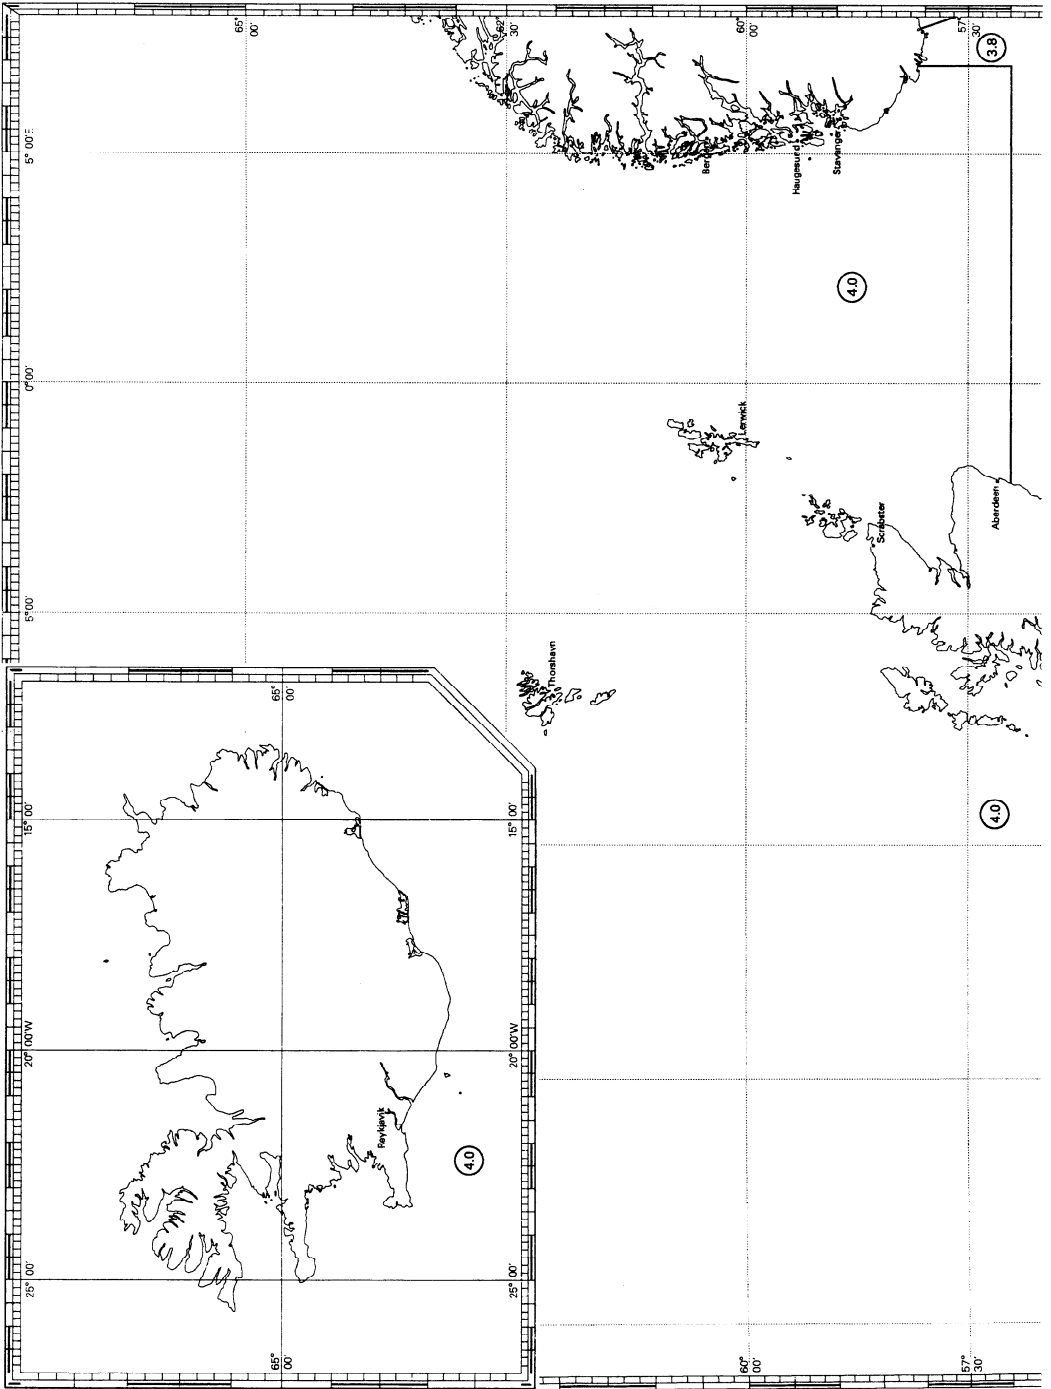 25° 00'
20° 00'W
15° 00'
5° 00'
0° 00'
5° 00'E
65°
00'
65°
00'
65°
00'
Reykjavik
4.0
25° 00'
20° 00'W
15° 00'
62°
30'
Thorshavn
Bergen
Lerwick
60°
00'
60°
00'
Haugesund
Stavanger
4.0
Scrabster
57°
30'
57°
30'
Aberdeen
4.0
3.8